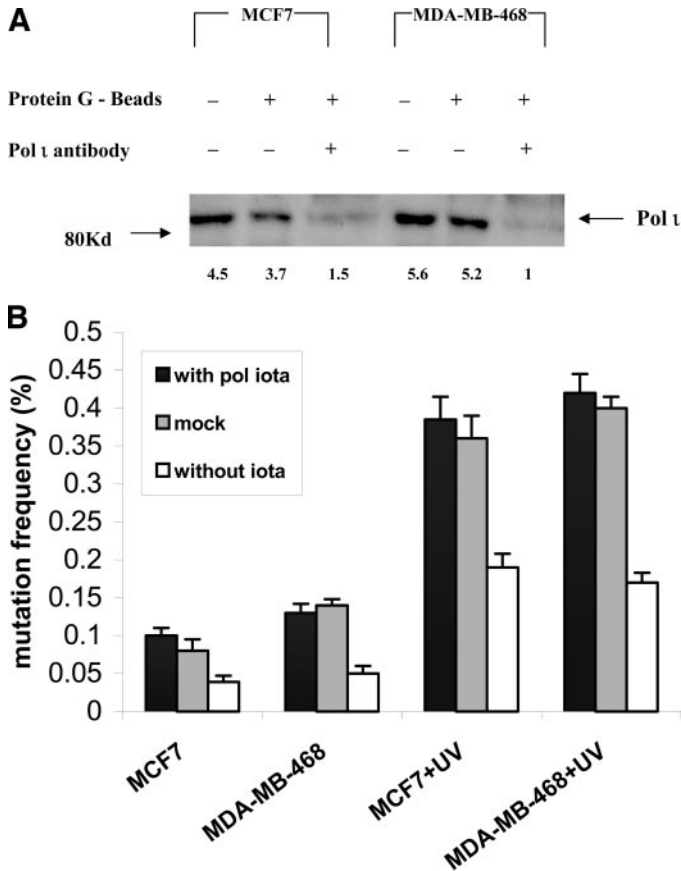 A
MCF7 MDA-MB-468
Protein G - Beads – + + – + +
Pol ι antibody – – + – – +
80Kd Pol ι
4.5 3.7 1.5 5.6 5.2 1
B
mutation frequency (%)
0.5
0.45
0.4
0.35
0.3
0.25
0.2
0.15
0.1
0.05
0
with pol iota
mock
without iota
MCF7
MDA-MB-468
MCF7+UV
MDA-MB-468+UV